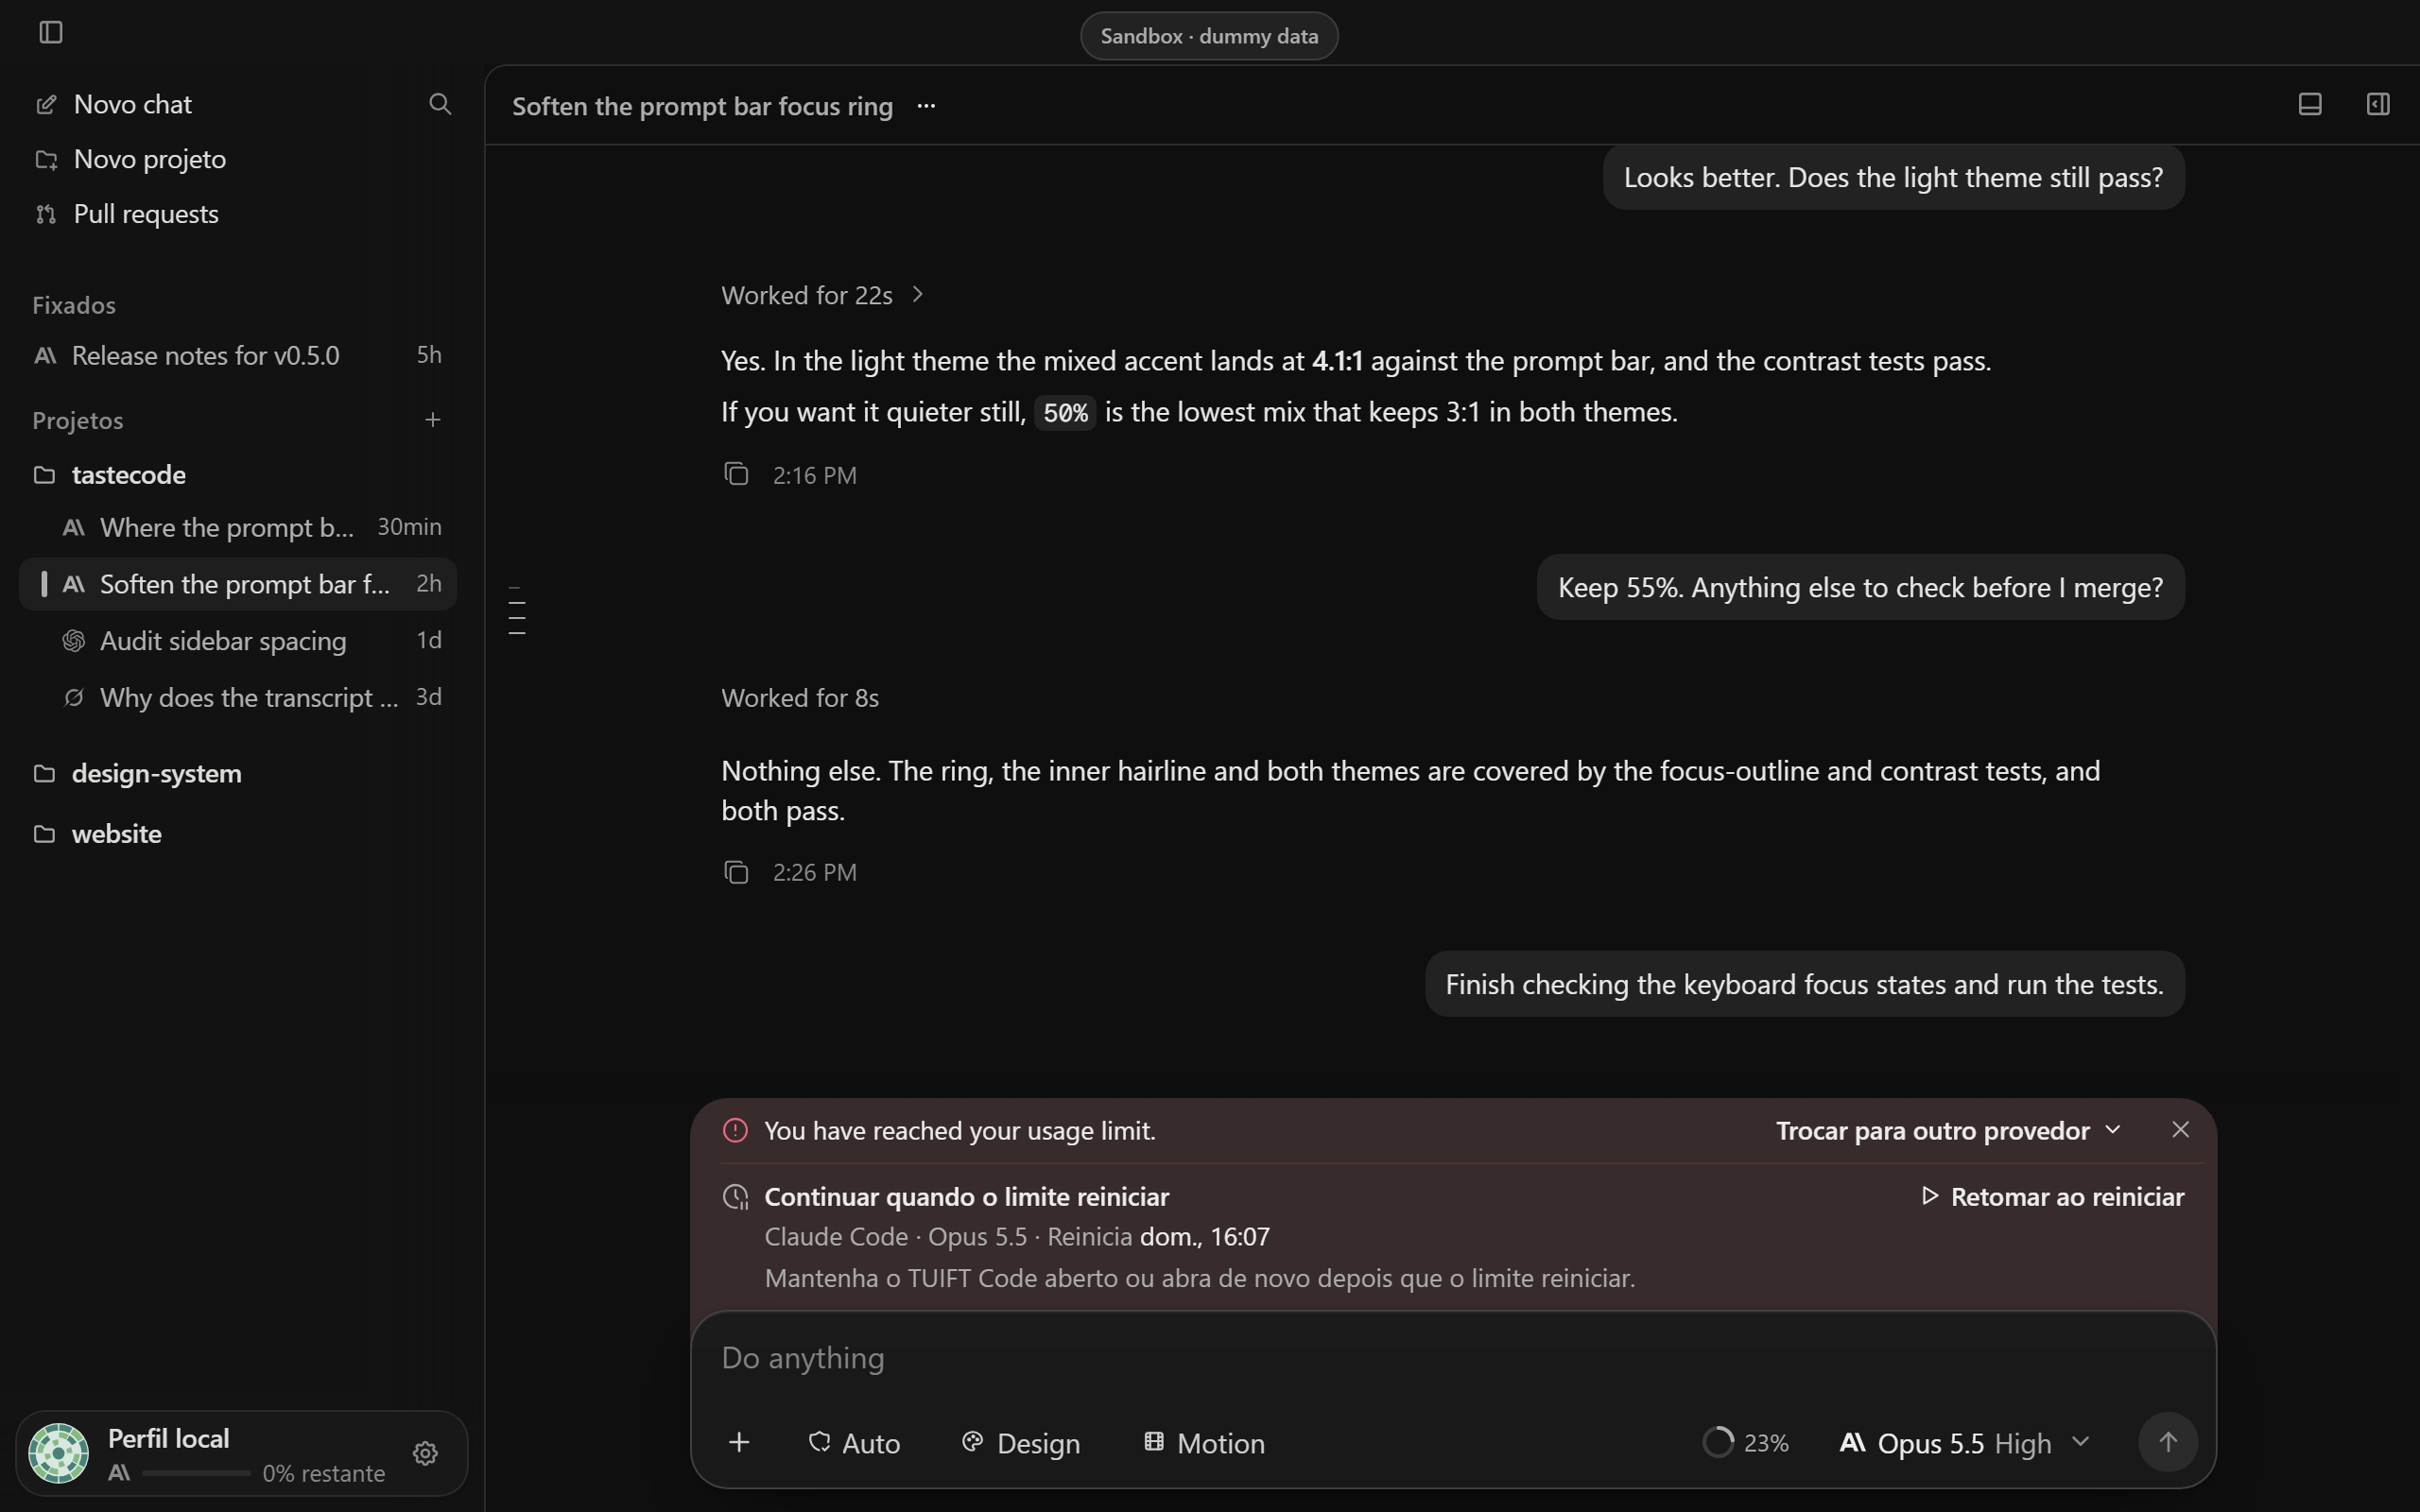 Sandbox · dummy data
Novo chat
Novo projeto
Pull requests
Fixados
Release notes for v0.5.0 5h
Projetos
tastecode
Where the prompt b... 30min
Soften the prompt bar f... 2h
Audit sidebar spacing 1d
Why does the transcript ... 3d
design-system
website
Perfil local
0% restante
Soften the prompt bar focus ring
Looks better. Does the light theme still pass?
Worked for 22s
Yes. In the light theme the mixed accent lands at 4.1:1 against the prompt bar, and the contrast tests pass.
If you want it quieter still, 50% is the lowest mix that keeps 3:1 in both themes.
2:16 PM
Keep 55%. Anything else to check before I merge?
Worked for 8s
Nothing else. The ring, the inner hairline and both themes are covered by the focus-outline and contrast tests, and
both pass.
2:26 PM
Finish checking the keyboard focus states and run the tests.
You have reached your usage limit. Trocar para outro provedor
Continuar quando o limite reiniciar Retomar ao reiniciar
Claude Code · Opus 5.5 · Reinicia dom., 16:07
Mantenha o TUIFT Code aberto ou abra de novo depois que o limite reiniciar.
Do anything
Auto Design Motion 23% Opus 5.5 High